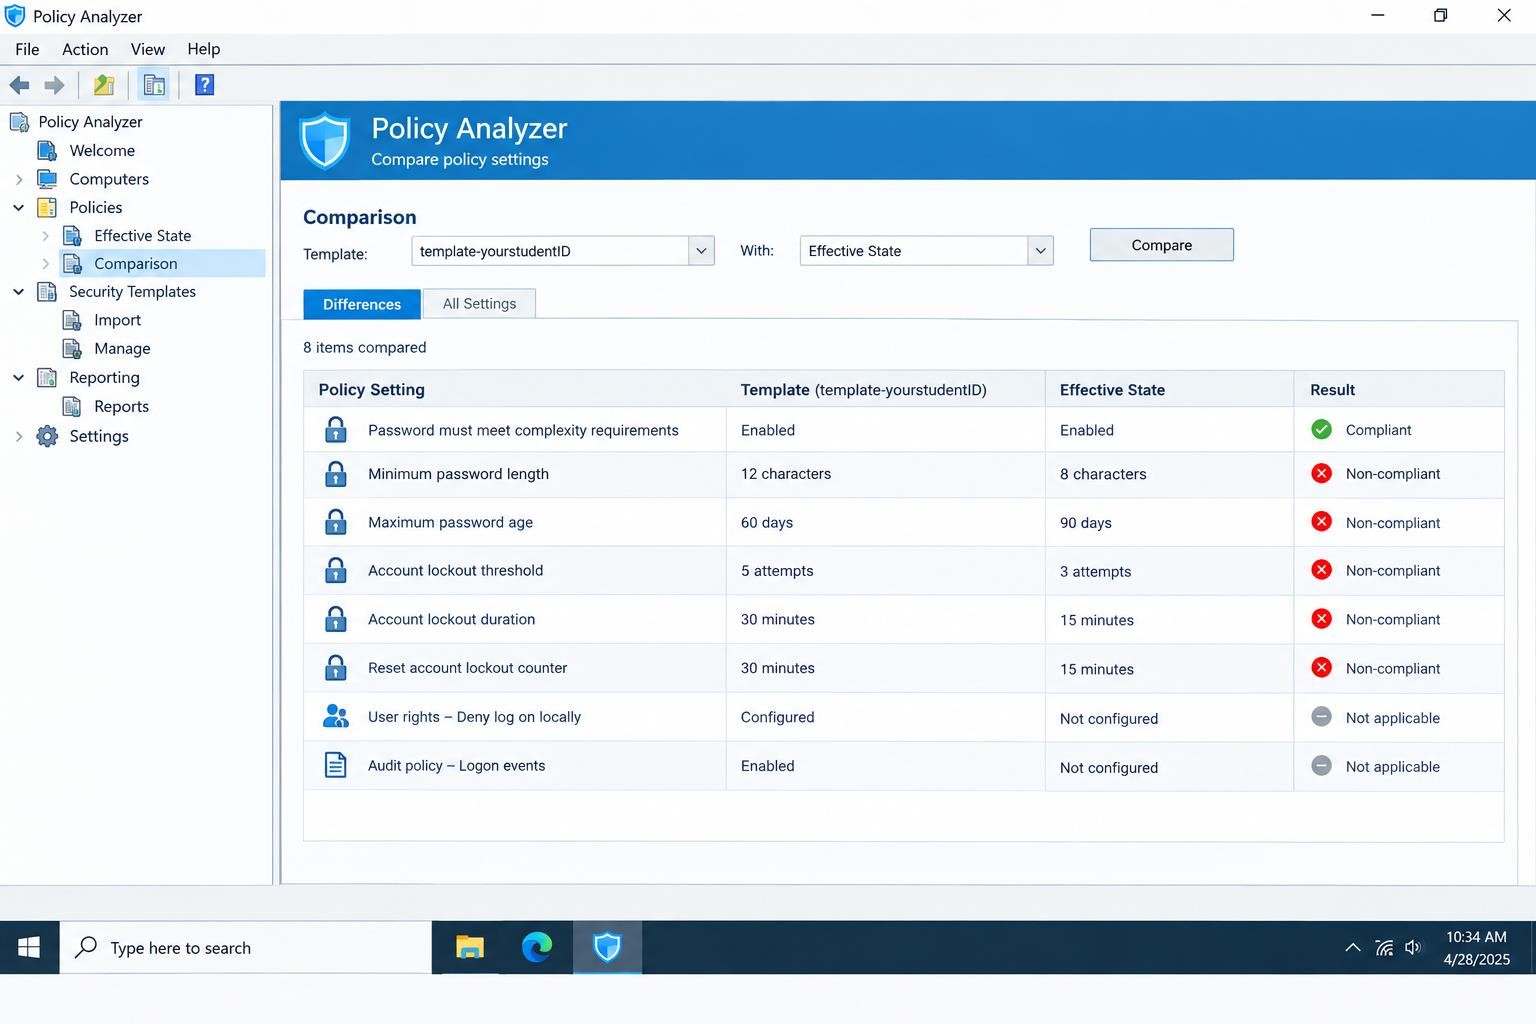 Policy Analyzer
File Action View Help
?
Policy Analyzer
Welcome
Computers
Policies
Effective State
Comparison
Security Templates
Import
Manage
Reporting
Reports
Settings
Policy Analyzer
Compare policy settings
Comparison
Template: template-yourstudentID With: Effective State Compare
Differences All Settings
8 items compared
Policy Setting Template (template-yourstudentID) Effective State Result
Password must meet complexity requirements Enabled Enabled Compliant
Minimum password length 12 characters 8 characters Non-compliant
Maximum password age 60 days 90 days Non-compliant
Account lockout threshold 5 attempts 3 attempts Non-compliant
Account lockout duration 30 minutes 15 minutes Non-compliant
Reset account lockout counter 30 minutes 15 minutes Non-compliant
User rights – Deny log on locally Configured Not configured Not applicable
Audit policy – Logon events Enabled Not configured Not applicable
Type here to search
10:34 AM
4/28/2025